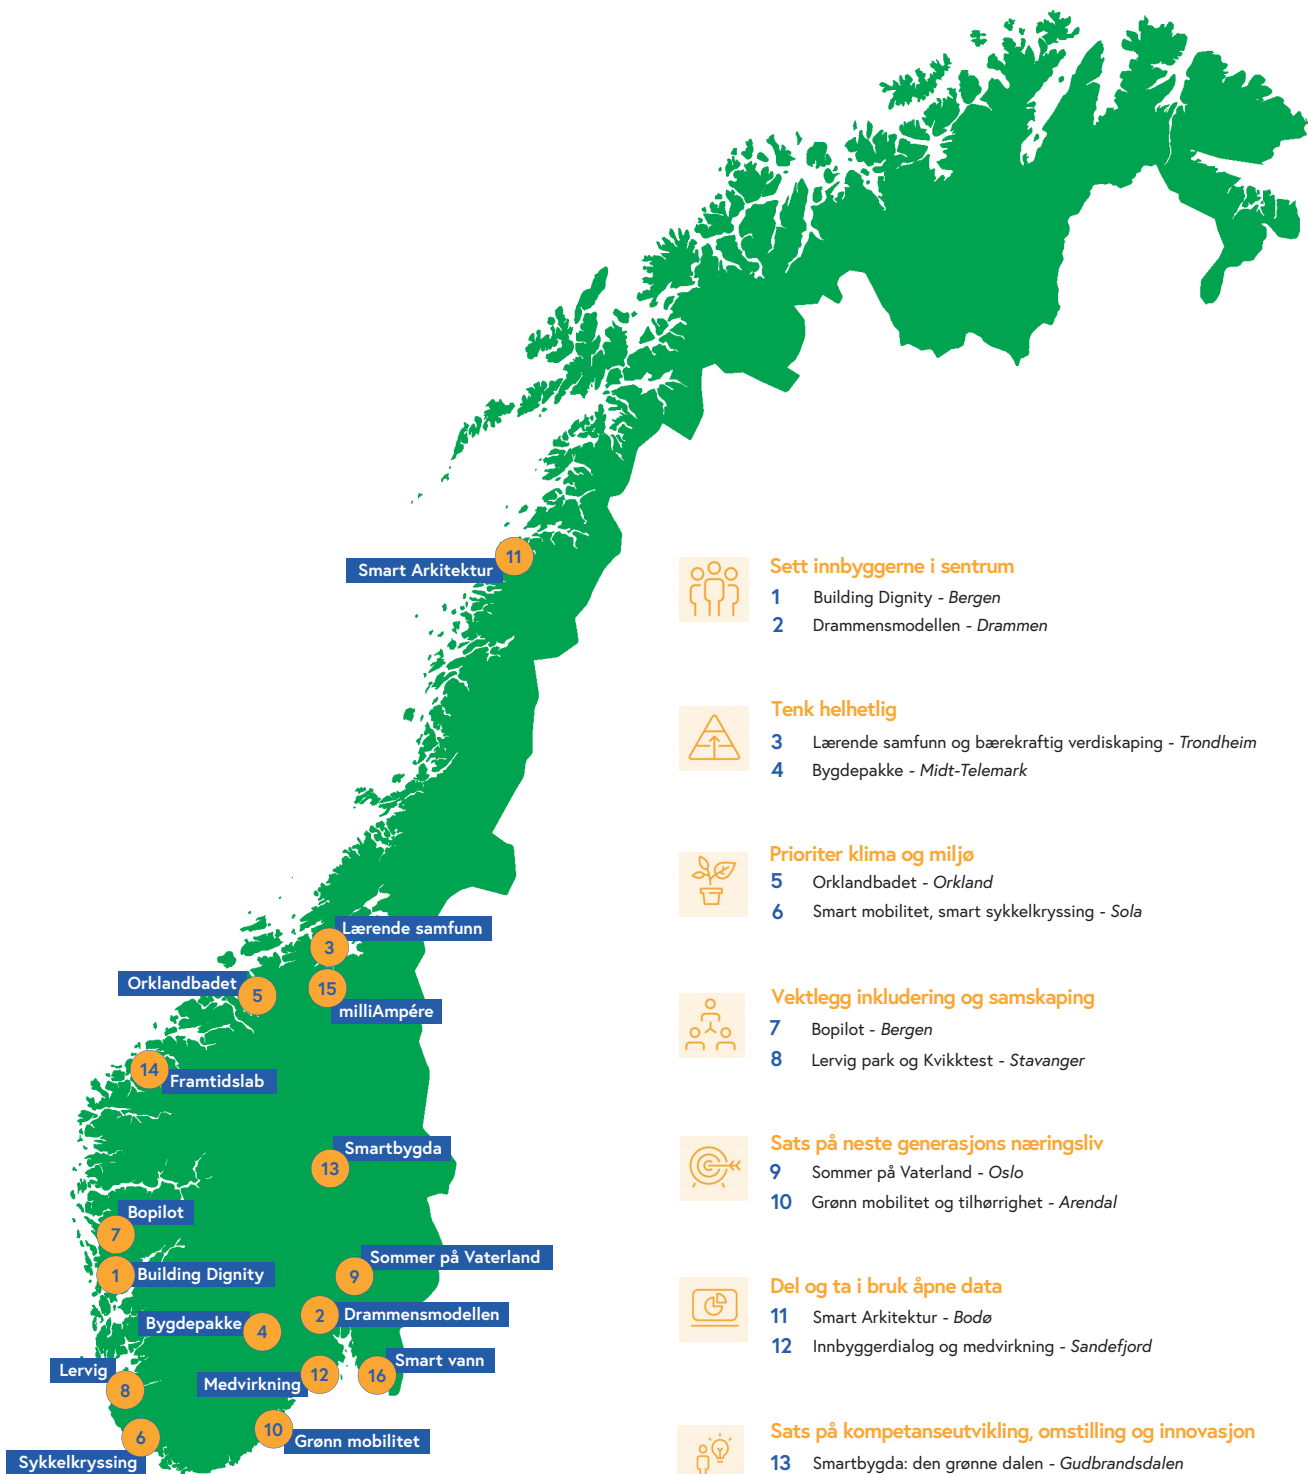 11
Smart Arkitektur
Lærende samfunn
3
Orklandbadet
5
15
milliAmpére
14
Framtidslab
Smartbygda
13
Bopilot
7
Sommer på Vaterland
1
Building Dignity
9
2
Drammensmodellen
Bygdepakke
4
Smart vann
Lervig
12
16
Medvirkning
8
10
Grønn mobilitet
6
Sykkelkryssing
Sett innbyggerne i sentrum
1 Building Dignity - Bergen
2 Drammensmodellen - Drammen
Tenk helhetlig
3 Lærende samfunn og bærekraftig verdiskaping - Trondheim
4 Bygdepakke - Midt-Telemark
Prioriter klima og miljø
5 Orklandbadet - Orkland
6 Smart mobilitet, smart sykkelkryssing - Sola
Vektlegg inkludering og samskaping
7 Bopilot - Bergen
8 Lervig park og Kvikktest - Stavanger
Sats på neste generasjons næringsliv
9 Sommer på Vaterland - Oslo
10 Grønn mobilitet og tilhørrighet - Arendal
Del og ta i bruk åpne data
11 Smart Arkitektur - Bodø
12 Innbyggerdialog og medvirkning - Sandefjord
Sats på kompetanseutvikling, omstilling og innovasjon
13 Smartbygda: den grønne dalen - Gudbrandsdalen